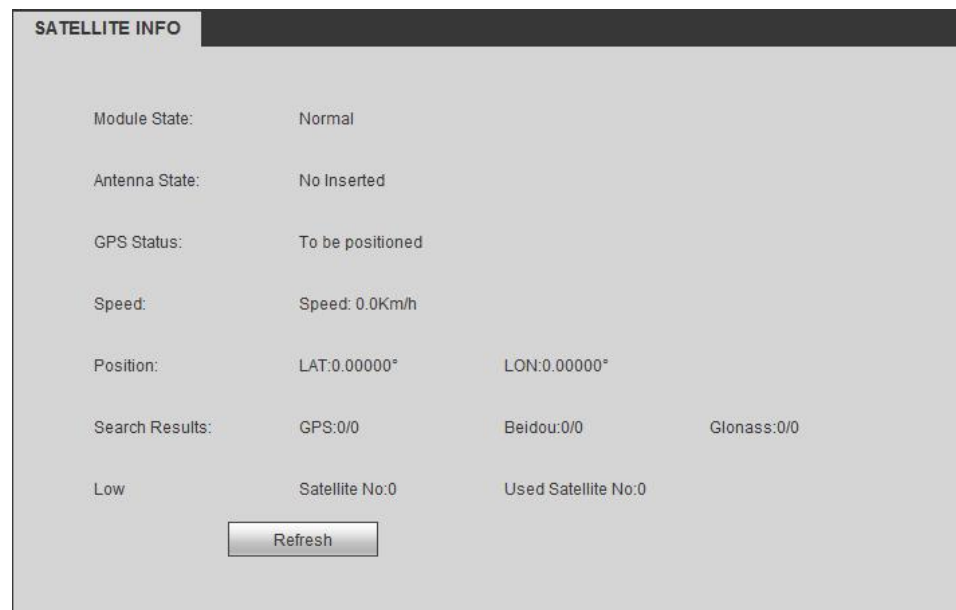 SATELLITE INFO
Module State: Normal
Antenna State: No Inserted
GPS Status: To be positioned
Speed: Speed: 0.0Km/h
Position: LAT:0.00000° LON:0.00000°
Search Results: GPS:0/0 Beidou:0/0 Glonass:0/0
Low Satellite No:0 Used Satellite No:0
Refresh